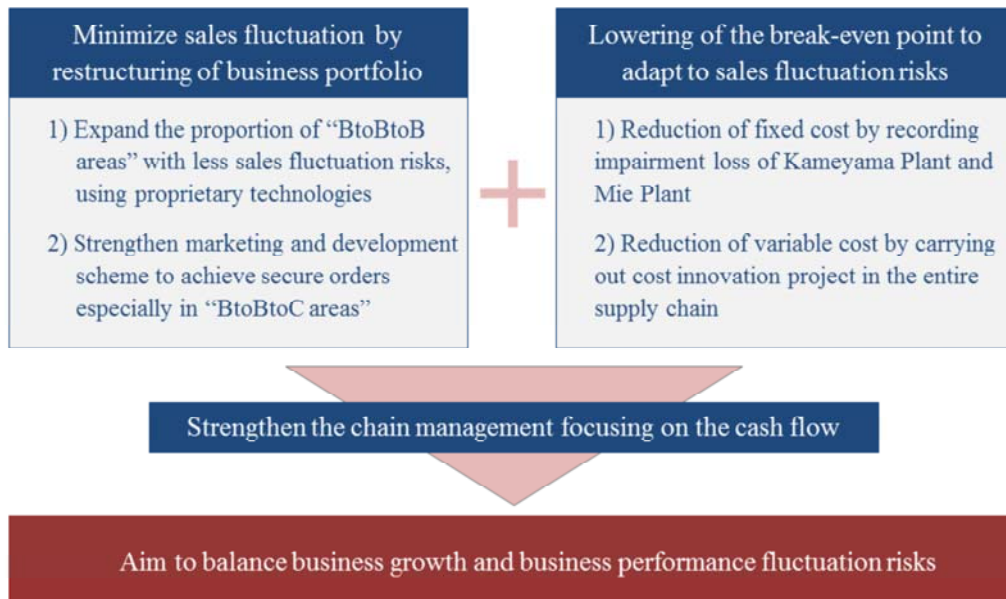 Minimize sales fluctuation by
restructuring of business portfolio
1) Expand the proportion of “BtoBtoB
areas” with less sales fluctuation risks,
using proprietary technologies
2) Strengthen marketing and development
scheme to achieve secure orders
especially in “BtoBtoC areas”
Lowering of the break-even point to
adapt to sales fluctuation risks
1) Reduction of fixed cost by recording
impairment loss of Kameyama Plant and
Mie Plant
2) Reduction of variable cost by carrying
out cost innovation project in the entire
supply chain
Strengthen the chain management focusing on the cash flow
Aim to balance business growth and business performance fluctuation risks